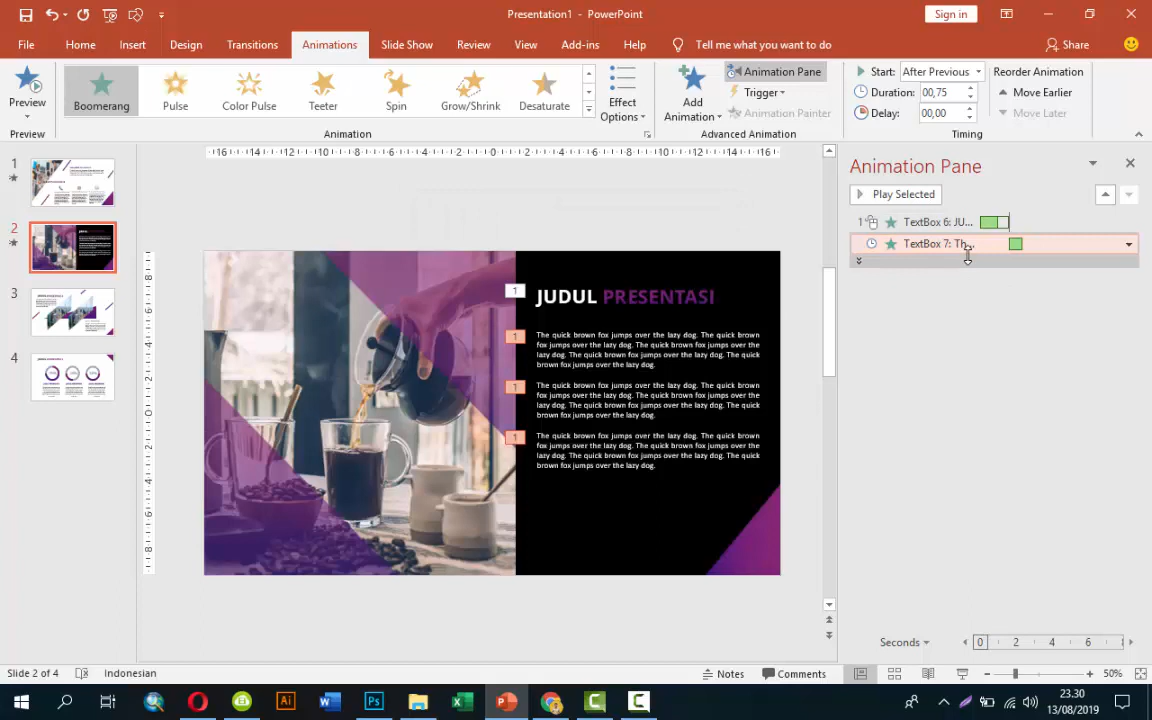 Presentation1 - PowerPoint
Sign in
File Home Insert Design Transitions Animations Slide Show Review View Add-ins Help Tell me what you want to do Share
Preview
Boomerang Pulse Color Pulse Teeter Spin Grow/Shrink Desaturate
Effect Options
Add Animation
Animation Pane
Trigger
Animation Painter
Start: After Previous
Duration: 00,75
Delay: 00,00
Reorder Animation
Move Earlier
Move Later
Preview Animation Advanced Animation Timing
Animation Pane
Play Selected
1 TextBox 6: JU...
TextBox 7: Th...
Seconds 0 2 4 6
1
2
3
4
1 JUDUL PRESENTASI
1 The quick brown fox jumps over the lazy dog. The quick brown
fox jumps over the lazy dog. The quick brown fox jumps over the
lazy dog. The quick brown fox jumps over the lazy dog. The quick
brown fox jumps over the lazy dog.
1 The quick brown fox jumps over the lazy dog. The quick brown
fox jumps over the lazy dog. The quick brown fox jumps over the
lazy dog. The quick brown fox jumps over the lazy dog. The quick
brown fox jumps over the lazy dog.
1 The quick brown fox jumps over the lazy dog. The quick brown
fox jumps over the lazy dog. The quick brown fox jumps over the
lazy dog. The quick brown fox jumps over the lazy dog. The quick
brown fox jumps over the lazy dog.
Slide 2 of 4 Indonesian Notes Comments 50%
23.30
13/08/2019